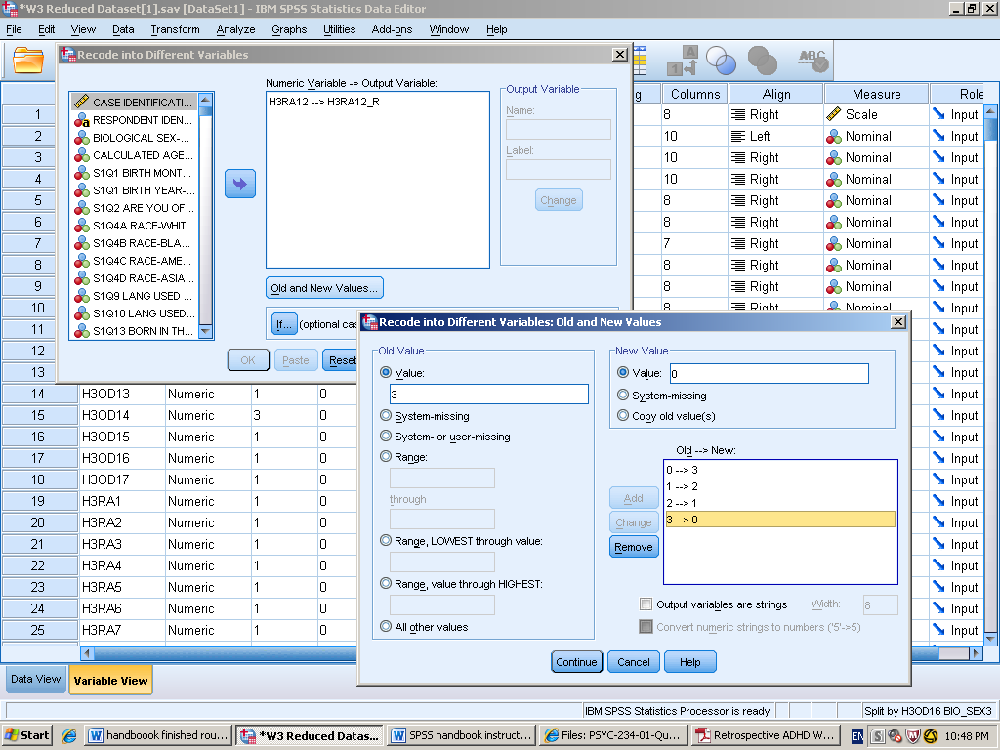 *W3 Reduced Dataset[1].sav [DataSet1] - IBM SPSS Statistics Data Editor
File Edit View Data Transform Analyze Graphs Utilities Add-ons Window Help
Recode into Different Variables
CASE IDENTIFICATI...
RESPONDENT IDEN...
BIOLOGICAL SEX-...
CALCULATED AGE...
S1Q1 BIRTH MONT...
S1Q1 BIRTH YEAR-...
S1Q2 ARE YOU OF...
S1Q4A RACE-WHIT...
S1Q4B RACE-BLA...
S1Q4C RACE-AME...
S1Q4D RACE-ASIA...
S1Q9 LANG USED ...
S1Q10 LANG USED...
S1Q13 BORN IN TH...
Numeric Variable -> Output Variable:
H3RA12 --> H3RA12_R
Output Variable
Name:
Label:
Change
Old and New Values...
If... (optional cas
OK Paste Reset
A
1
ABC
g Columns Align Measure Role
1 8 Right Scale Input
2 10 Left Nominal Input
3 10 Right Nominal Input
4 10 Right Nominal Input
5 8 Right Nominal Input
6 8 Right Nominal Input
7 7 Right Nominal Input
8 8 Right Nominal Input
9 8 Right Nominal Input
10 8 Right Nominal Input
11 Input
12 Input
13 Input
14 H3OD13 Numeric 1 0 Input
15 H3OD14 Numeric 3 0 Input
16 H3OD15 Numeric 1 0 Input
17 H3OD16 Numeric 1 0 Input
18 H3OD17 Numeric 1 0 Input
19 H3RA1 Numeric 1 0 Input
20 H3RA2 Numeric 1 0 Input
21 H3RA3 Numeric 1 0 Input
22 H3RA4 Numeric 1 0 Input
23 H3RA5 Numeric 1 0 Input
24 H3RA6 Numeric 1 0 Input
25 H3RA7 Numeric 1 0 Input
Recode into Different Variables: Old and New Values
Old Value
Value:
3
System-missing
System- or user-missing
Range:
through
Range, LOWEST through value:
Range, value through HIGHEST:
All other values
New Value
Value: 0
System-missing
Copy old value(s)
Old --> New:
0 --> 3
1 --> 2
2 --> 1
3 --> 0
Add
Change
Remove
Output variables are strings Width: 8
Convert numeric strings to numbers ('5'->5)
Continue Cancel Help
Data View Variable View
IBM SPSS Statistics Processor is ready Split by H3OD16 BIO_SEX3
Start handboook finished rou... *W3 Reduced Datas... SPSS handbook instruct... Files: PSYC-234-01-Qu... Retrospective ADHD W... EN 10:48 PM